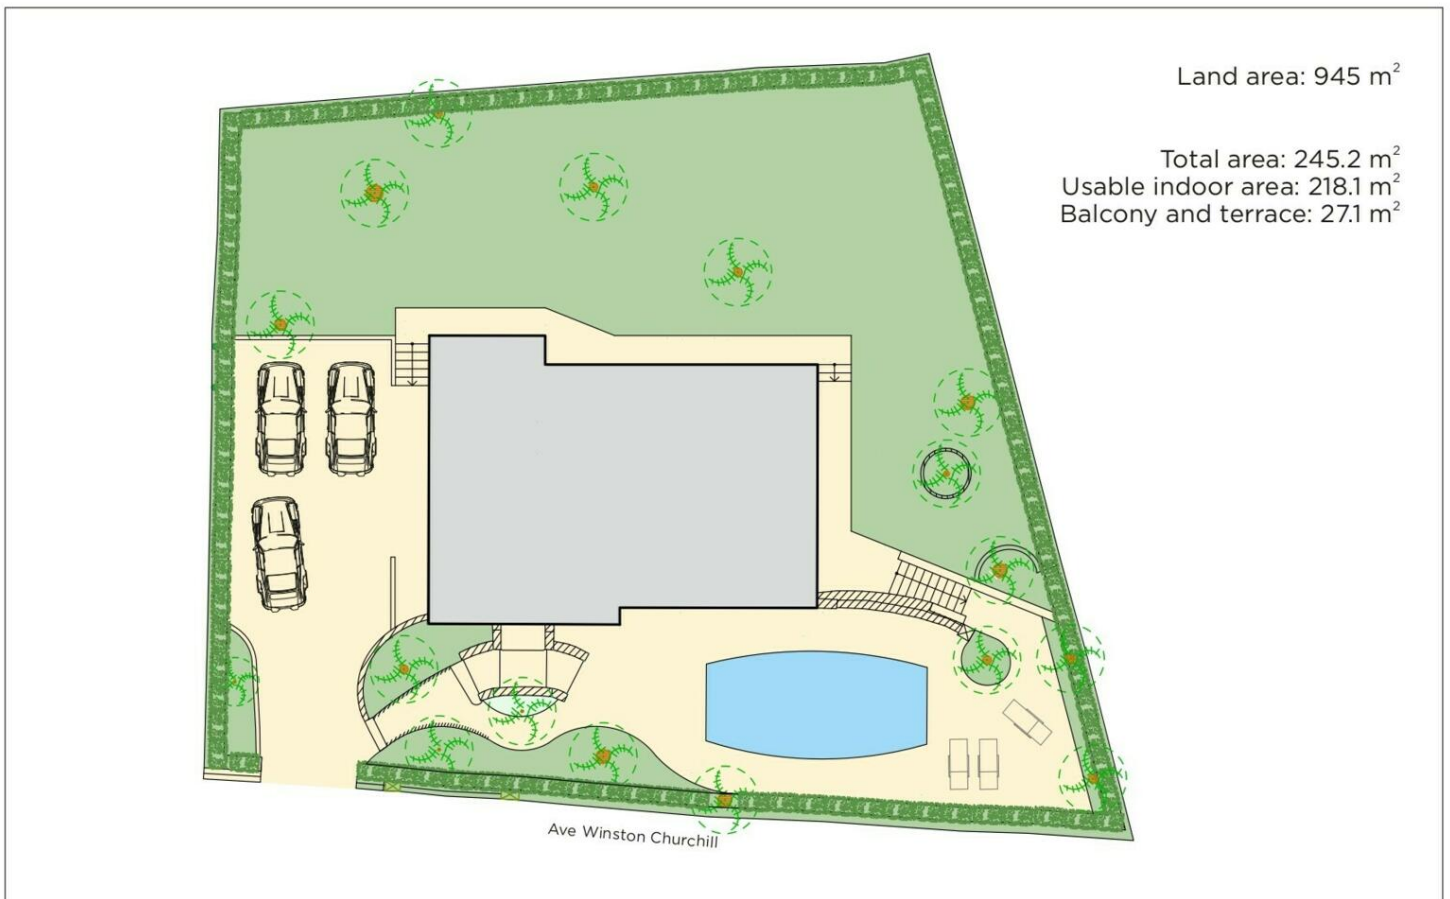 Land area: 945 m²
Total area: 245.2 m²
Usable indoor area: 218.1 m²
Balcony and terrace: 27.1 m²
Ave Winston Churchill